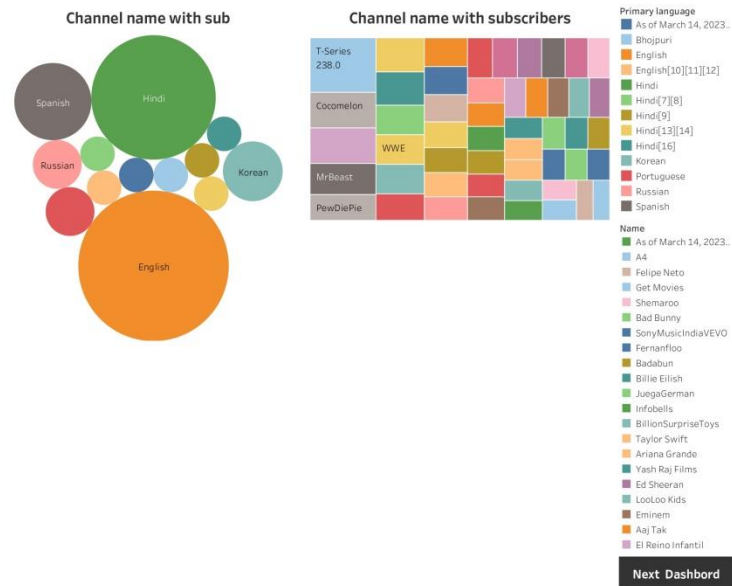 Channel name with sub
Spanish
Hindi
Russian
Korean
English
Channel name with subscribers
T-Series
238.0
Cocomelon
WWE
MrBeast
PewDiePie
Primary language
As of March 14, 2023..
Bhojpuri
English
English[10][11][12]
Hindi
Hindi[7][8]
Hindi[9]
Hindi[13][14]
Hindi[16]
Korean
Portuguese
Russian
Spanish
Name
As of March 14, 2023..
A4
Felipe Neto
Get Movies
Shemaroo
Bad Bunny
SonyMusicIndiaVEVO
Fernanfloo
Badabun
Billie Eilish
JuegaGerman
Infobells
BillionSurpriseToys
Taylor Swift
Ariana Grande
Yash Raj Films
Ed Sheeran
LooLoo Kids
Eminem
Aaj Tak
El Reino Infantil
Next Dashbord